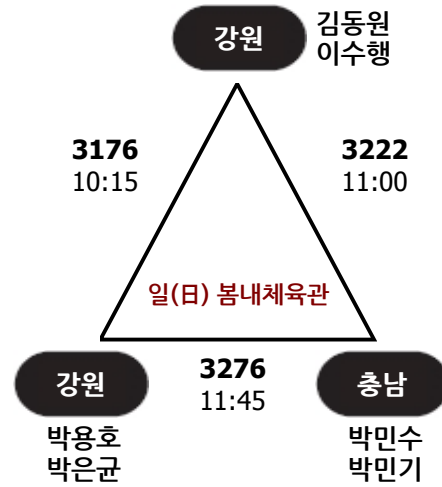 강원
김동원
이수행
3176
10:15
3222
11:00
일(日) 봄내체육관
강원
박용호
박은균
3276
11:45
충남
박민수
박민기